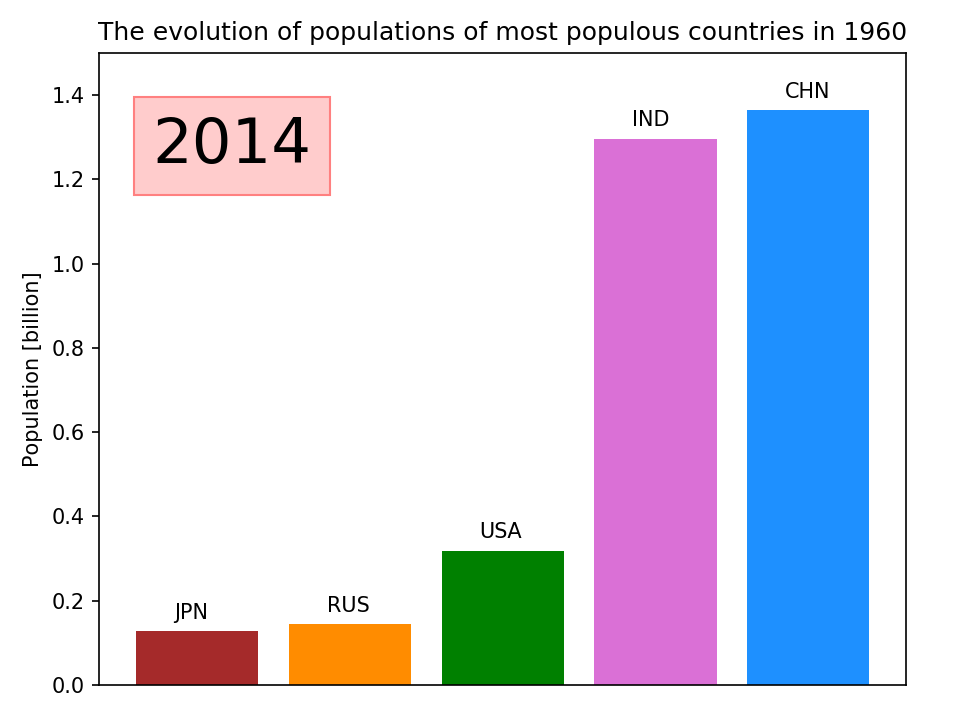 The evolution of populations of most populous countries in 1960
2014
Population [billion]
1.4
1.2
1.0
0.8
0.6
0.4
0.2
0.0
JPN
RUS
USA
IND
CHN